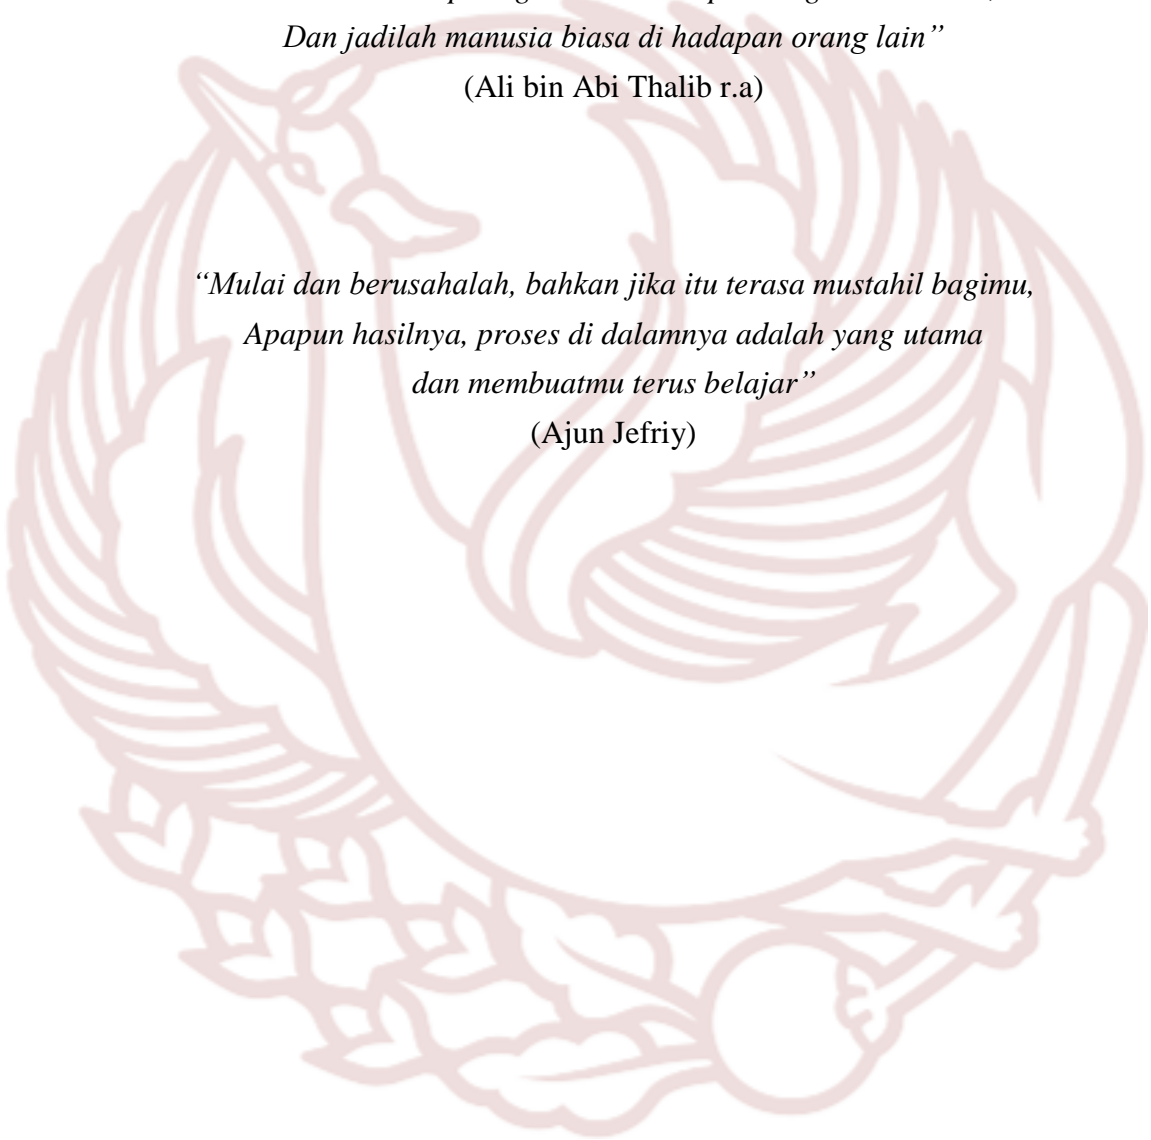 Dan jadilah manusia biasa di hadapan orang lain”
(Ali bin Abi Thalib r.a)
“Mulai dan berusahalah, bahkan jika itu terasa mustahil bagimu,
Apapun hasilnya, proses di dalamnya adalah yang utama
dan membuatmu terus belajar”
(Ajun Jefriy)